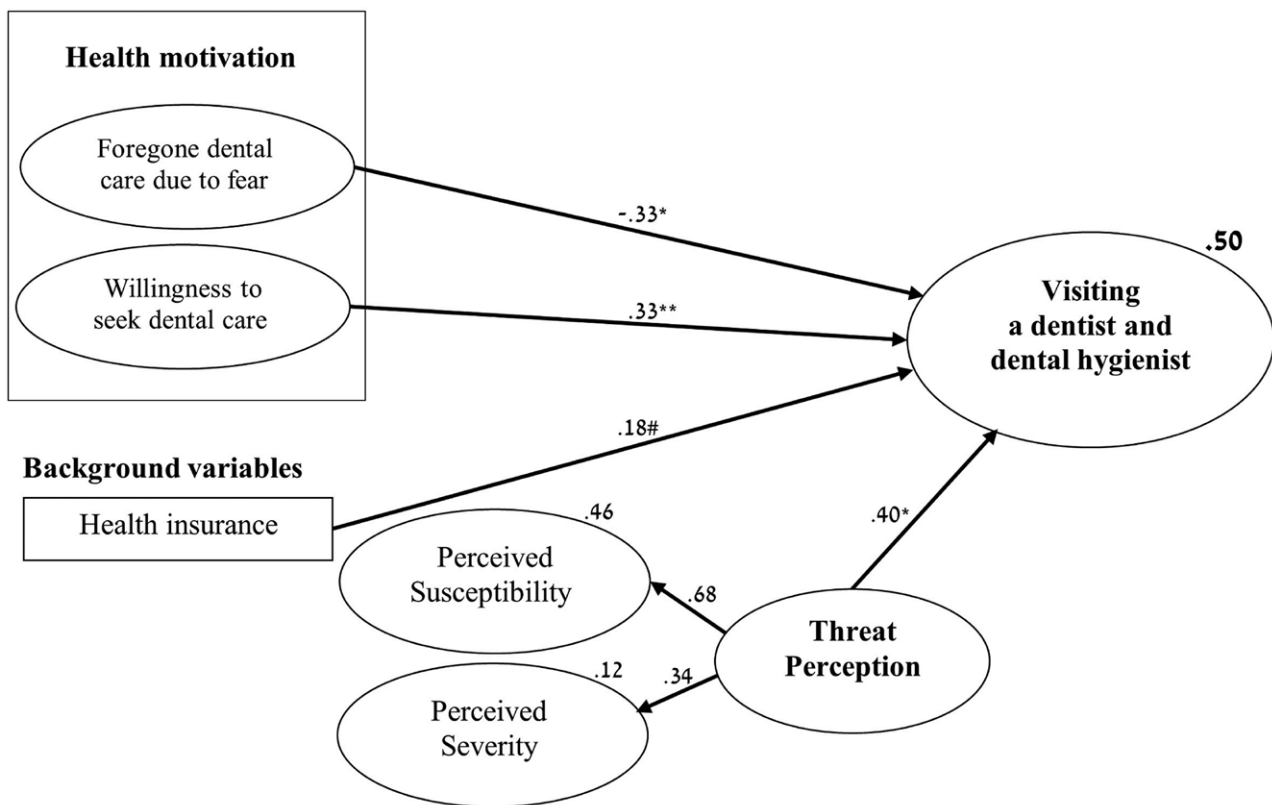 Health motivation
Foregone dental
care due to fear
-.33*
Willingness to
seek dental care
.33**
.50
Visiting
a dentist and
dental hygienist
.18#
Background variables
Health insurance
.46
Perceived
Susceptibility
.40*
.68
Threat
Perception
.12
.34
Perceived
Severity